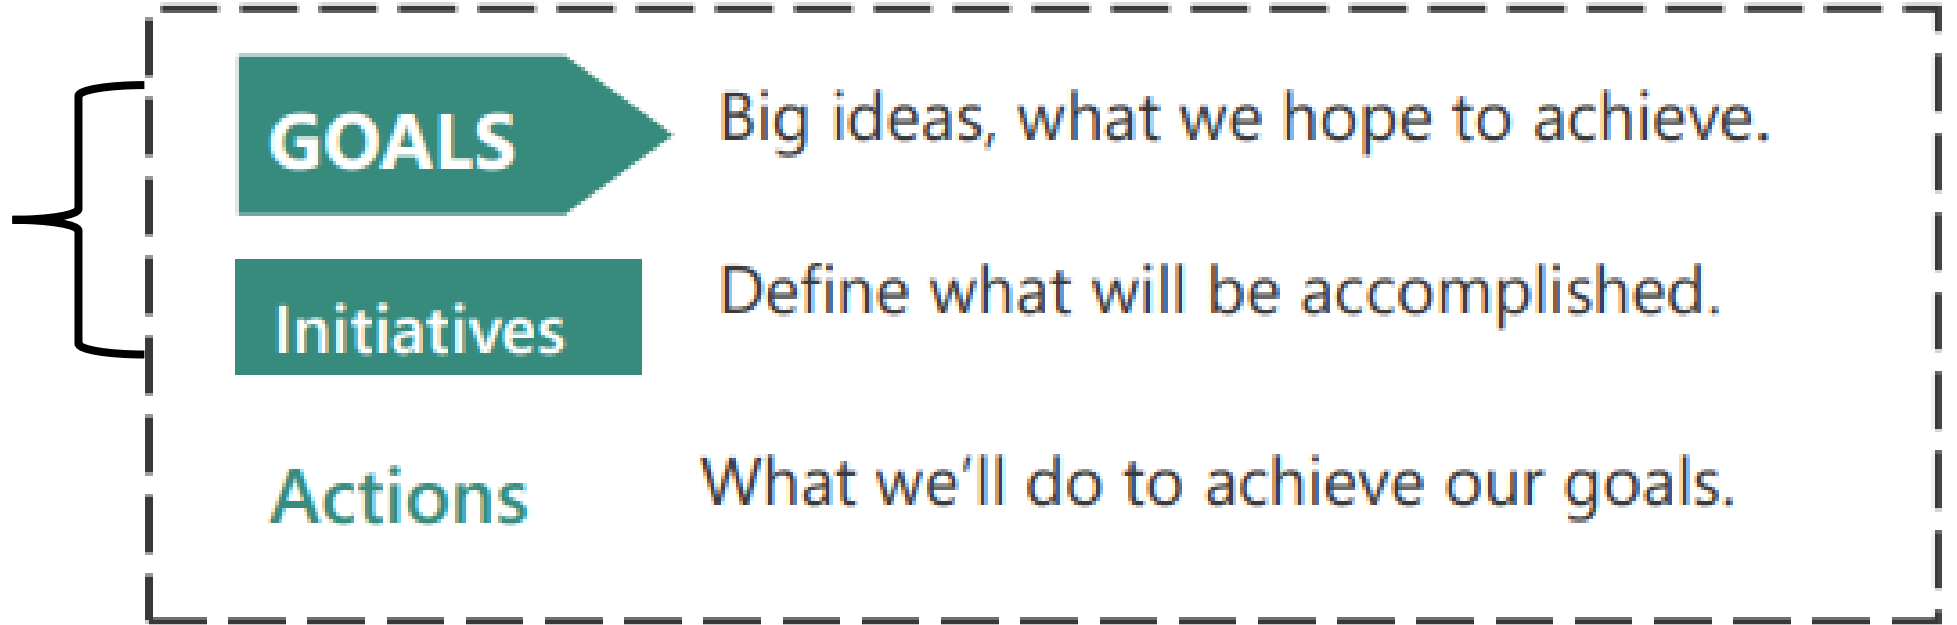 GOALS
Big ideas, what we hope to achieve.
Initiatives
Define what will be accomplished.
Actions
What we’ll do to achieve our goals.